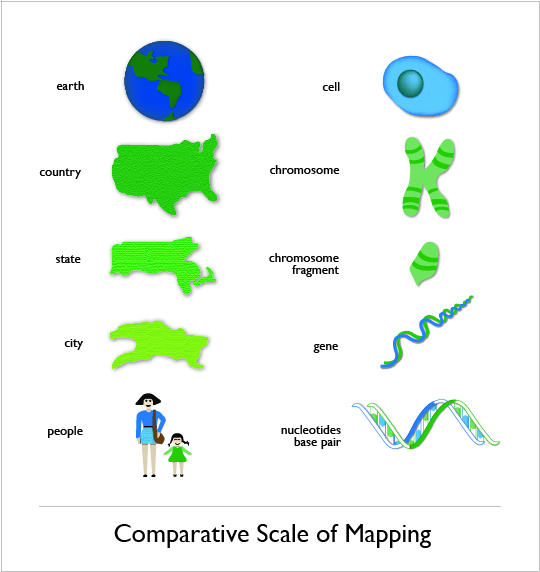 earth
cell
country
chromosome
state
chromosome
fragment
city
gene
people
nucleotides
base pair
Comparative Scale of Mapping